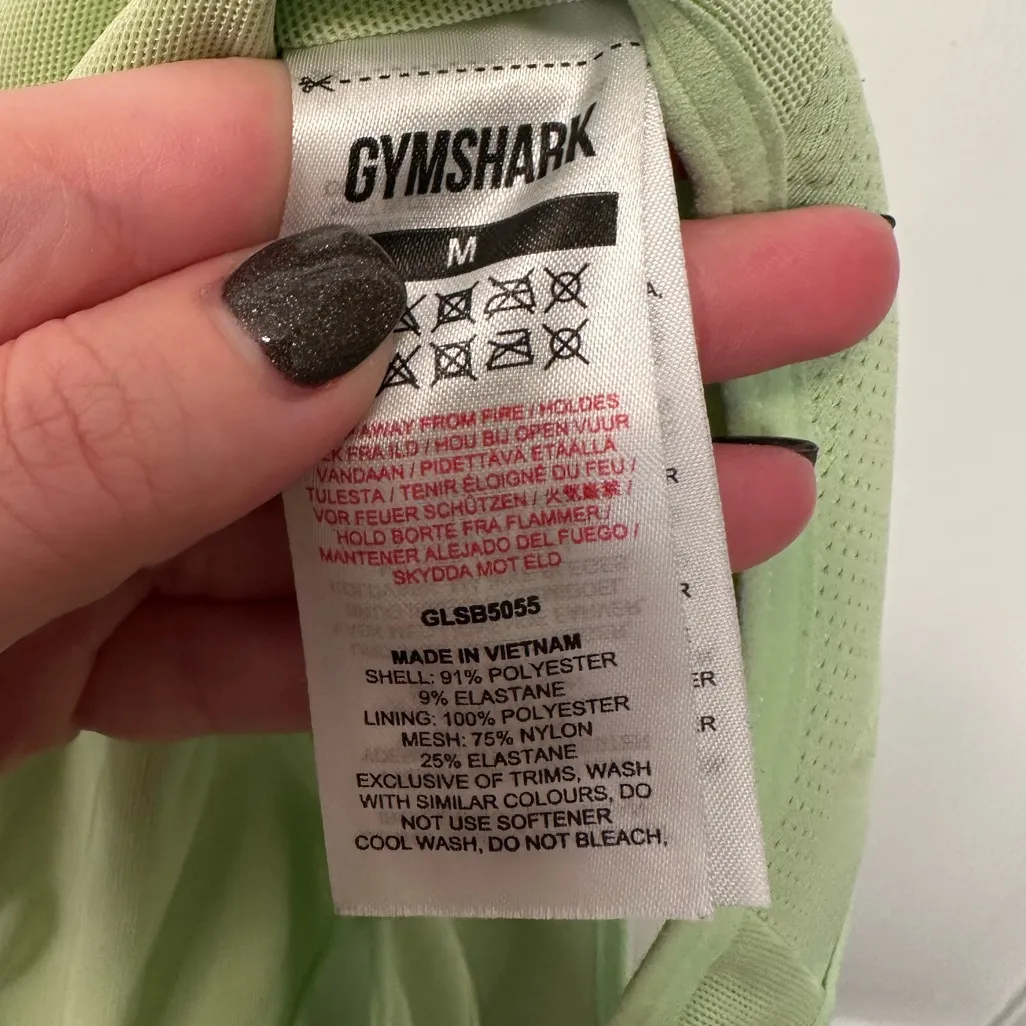 GYMSHARK
M
AWAY FROM FIRE / HOLDES
FRA ILD / HOU BIJ OPEN VUUR
VANDAAN / PIDETTÄVÄ ETÄÄLLÄ
TULESTA / TENIR ÉLOIGNÉ DU FEU /
VOR FEUER SCHÜTZEN / 火気厳禁 /
HOLD BORTE FRA FLAMMER /
MANTENER ALEJADO DEL FUEGO /
SKYDDA MOT ELD
GLSB5055
MADE IN VIETNAM
SHELL: 91% POLYESTER
9% ELASTANE
LINING: 100% POLYESTER
MESH: 75% NYLON
25% ELASTANE
EXCLUSIVE OF TRIMS, WASH
WITH SIMILAR COLOURS, DO
NOT USE SOFTENER
COOL WASH, DO NOT BLEACH,